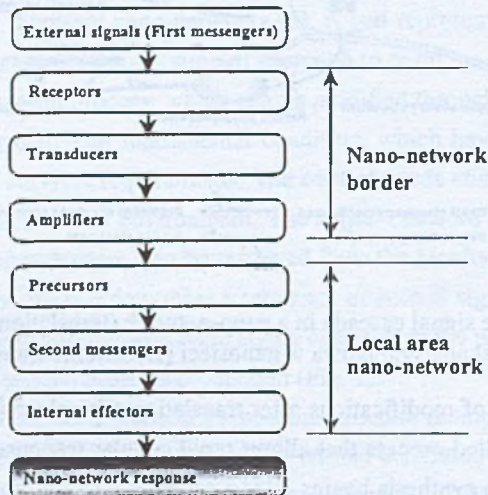 External signals (First messengers)
Receptors
Transducers
Amplifiers
Precursors
Second messengers
Internal effectors
Nano-network response
Nano-network
border
Local area
nano-network